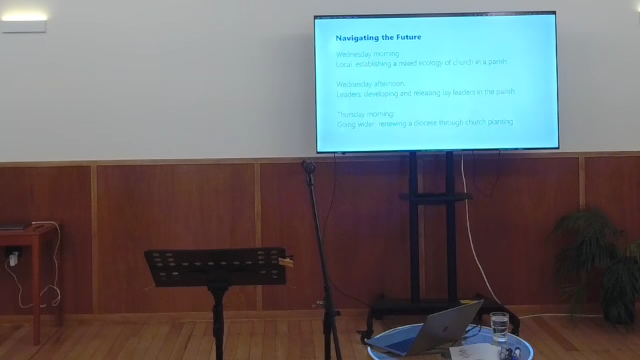 Navigating the Future
Wednesday morning
Local: establishing a mixed ecology of church in a parish
Wednesday afternoon:
Leaders: developing and releasing lay leaders in the parish
Thursday morning:
Going wider: renewing a diocese through church planting